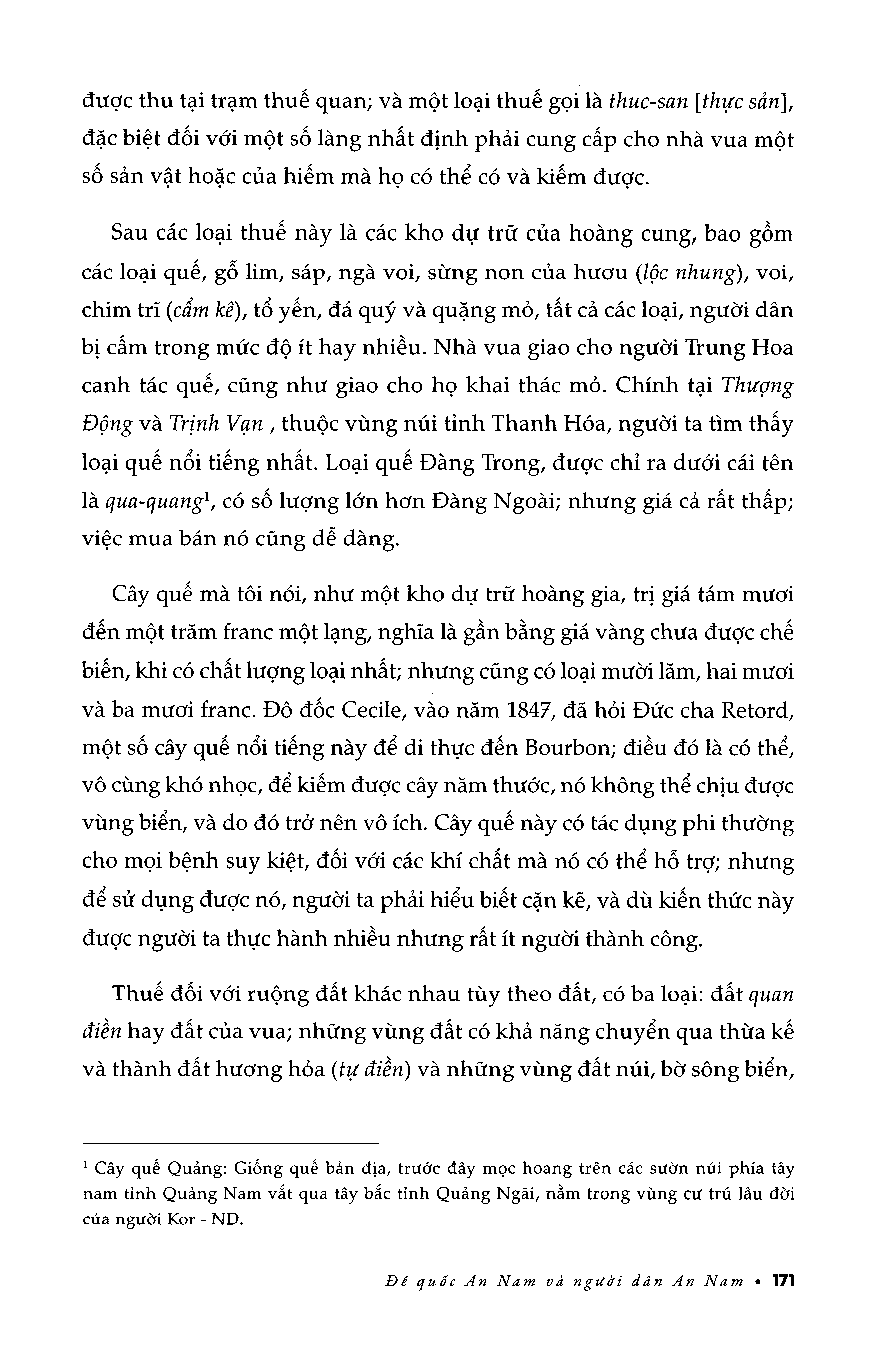 được thu tại trạm thuế quan; và một loại thuế gọi là thuc-san [thực sản],
đặc biệt đối với một số làng nhất định phải cung cấp cho nhà vua một
số sản vật hoặc của hiếm mà họ có thể có và kiếm được.
Sau các loại thuế này là các kho dự trữ của hoàng cung, bao gồm
các loại quế, gỗ lim, sáp, ngà voi, sừng non của hươu (lộc nhung), voi,
chim trĩ (cẩm kê), tổ yến, đá quý và quặng mỏ, tất cả các loại, người dân
bị cấm trong mức độ ít hay nhiều. Nhà vua giao cho người Trung Hoa
canh tác quế, cũng như giao cho họ khai thác mỏ. Chính tại Thượng
Động và Trịnh Vạn , thuộc vùng núi tỉnh Thanh Hóa, người ta tìm thấy
loại quế nổi tiếng nhất. Loại quế Đàng Trong, được chỉ ra dưới cái tên
là qua-quang¹, có số lượng lớn hơn Đàng Ngoài; nhưng giá cả rất thấp;
việc mua bán nó cũng dễ dàng.
Cây quế mà tôi nói, như một kho dự trữ hoàng gia, trị giá tám mươi
đến một trăm franc một lạng, nghĩa là gần bằng giá vàng chưa được chế
biến, khi có chất lượng loại nhất; nhưng cũng có loại mười lăm, hai mươi
và ba mươi franc. Đô đốc Cecile, vào năm 1847, đã hỏi Đức cha Retord,
một số cây quế nổi tiếng này để di thực đến Bourbon; điều đó là có thể,
vô cùng khó nhọc, để kiếm được cây năm thước, nó không thể chịu được
vùng biển, và do đó trở nên vô ích. Cây quế này có tác dụng phi thường
cho mọi bệnh suy kiệt, đối với các khí chất mà nó có thể hỗ trợ; nhưng
để sử dụng được nó, người ta phải hiểu biết cặn kẽ, và dù kiến thức này
được người ta thực hành nhiều nhưng rất ít người thành công.
Thuế đối với ruộng đất khác nhau tùy theo đất, có ba loại: đất quan
điền hay đất của vua; những vùng đất có khả năng chuyển qua thừa kế
và thành đất hương hỏa (tự điền) và những vùng đất núi, bờ sông biển,
¹ Cây quế Quảng: Giống quế bản địa, trước đây mọc hoang trên các sườn núi phía tây
nam tỉnh Quảng Nam vắt qua tây bắc tỉnh Quảng Ngãi, nằm trong vùng cư trú lâu đời
của người Kor - ND.
Đế quốc An Nam và người dân An Nam • 171